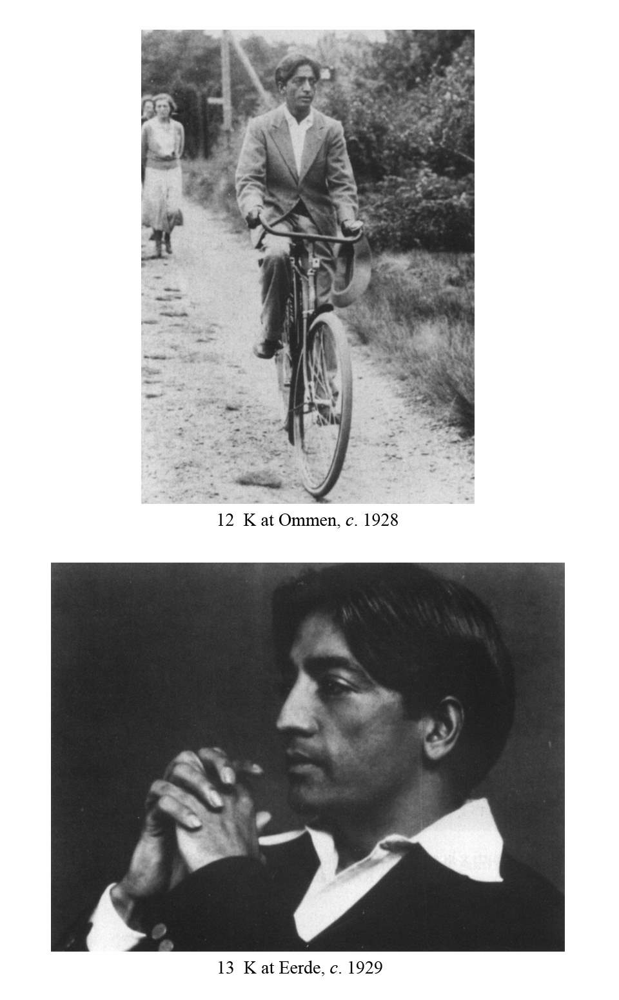 12 K at Ommen, c. 1928
13 K at Eerde, c. 1929